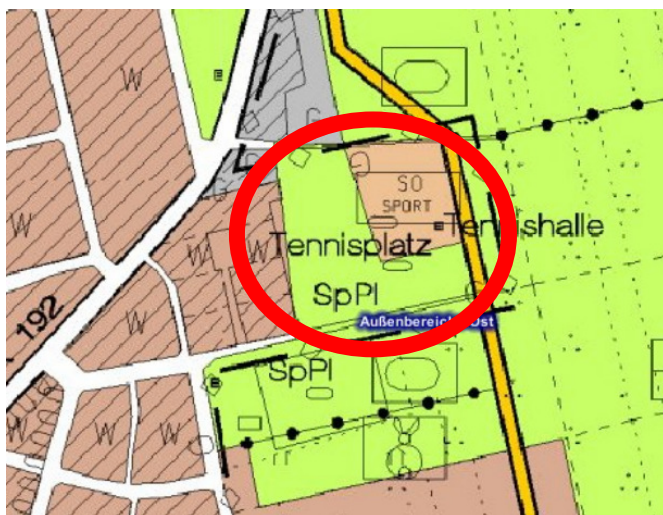 W
W
G
G
SO
SPORT
W
W
W
Tennisplatz
Tennishalle
SpPl
192
Außenbereich Ost
SpPl
W
W
W
W